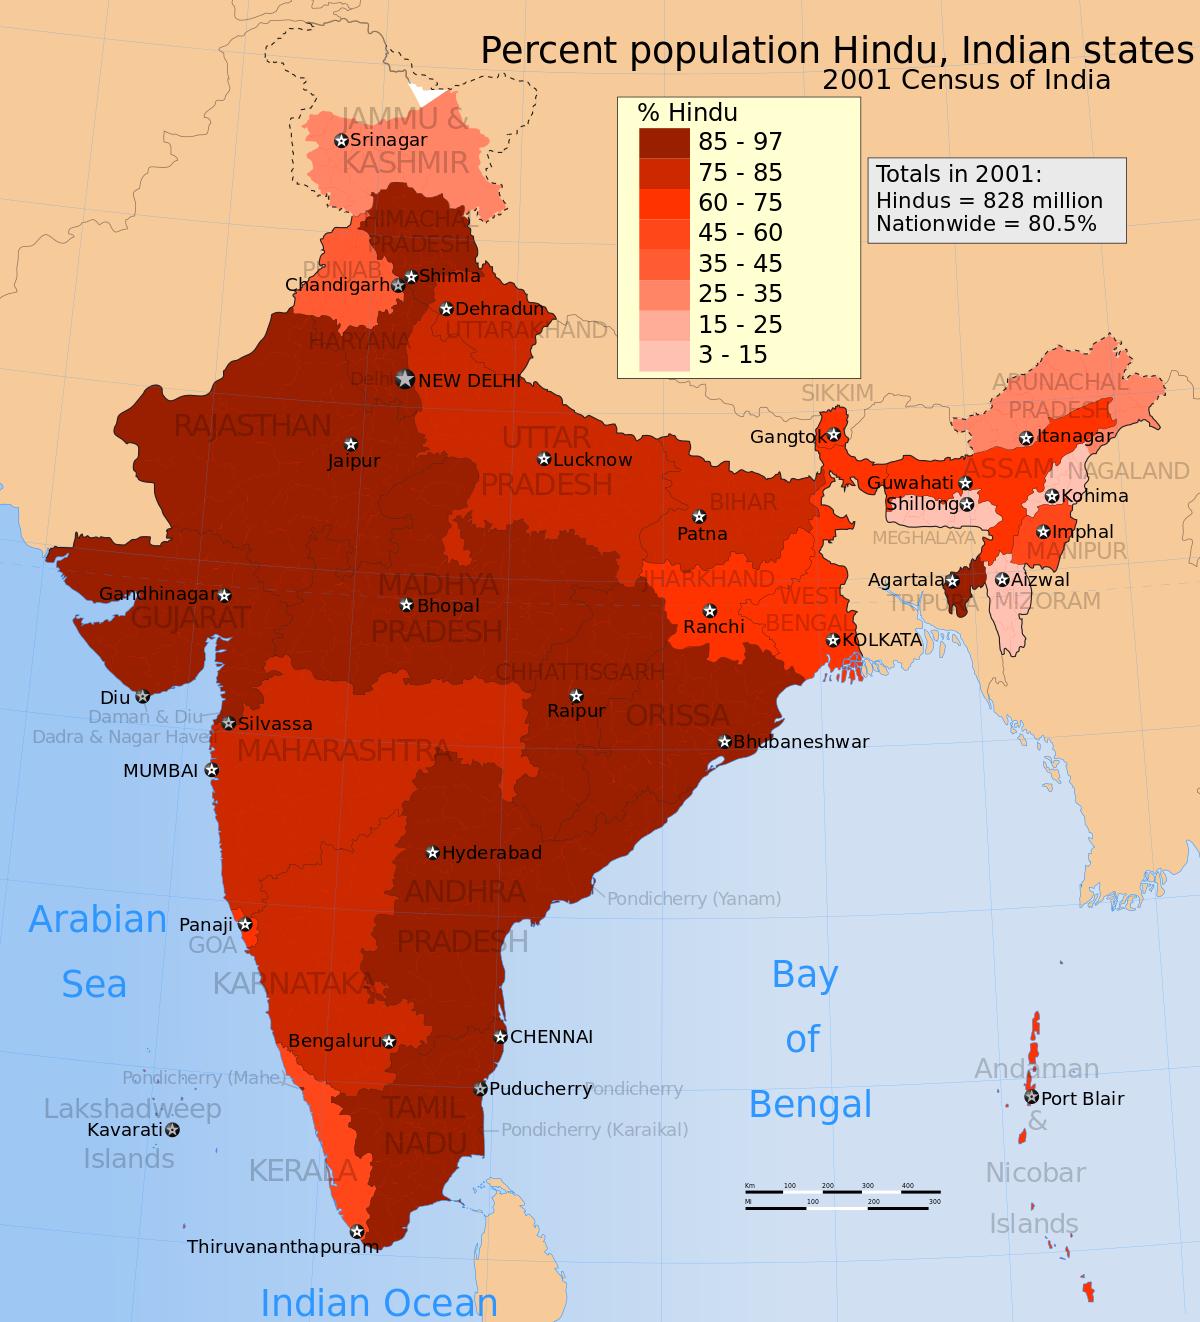 Percent population Hindu, Indian states
2001 Census of India
% Hindu
85 - 97
75 - 85
60 - 75
45 - 60
35 - 45
25 - 35
15 - 25
3 - 15
Totals in 2001:
Hindus = 828 million
Nationwide = 80.5%
JAMMU &
Srinagar
KASHMIR
HIMACHAL
PRADESH
PUNJAB
Shimla
Chandigarh
Dehradun
UTTARAKHAND
HARYANA
Delhi
NEW DELHI
RAJASTHAN
Jaipur
UTTAR
Lucknow
PRADESH
SIKKIM
Gangtok
ARUNACHAL
PRADESH
Itanagar
ASSAM
NAGALAND
Guwahati
Kohima
Shillong
MEGHALAYA
Imphal
MANIPUR
Agartala
Aizwal
TRIPURA
MIZORAM
BIHAR
Patna
JHARKHAND
Ranchi
WEST
BENGAL
KOLKATA
MADHYA
Bhopal
PRADESH
Gandhinagar
GUJARAT
CHHATTISGARH
Raipur
ORISSA
Bhubaneshwar
Diu
Daman & Diu
Silvassa
Dadra & Nagar Haveli
MAHARASHTRA
MUMBAI
Hyderabad
ANDHRA
PRADESH
Pondicherry (Yanam)
Arabian
Sea
Panaji
GOA
KARNATAKA
Bengaluru
CHENNAI
Bay
of
Bengal
Pondicherry (Mahe)
Puducherry
Pondicherry
Lakshadweep
Kavarati
Islands
TAMIL
NADU
Pondicherry (Karaikal)
KERALA
Thiruvananthapuram
Andaman
Port Blair
&
Nicobar
Islands
Km 100 200 300 400
Mi 100 200 300
Indian Ocean